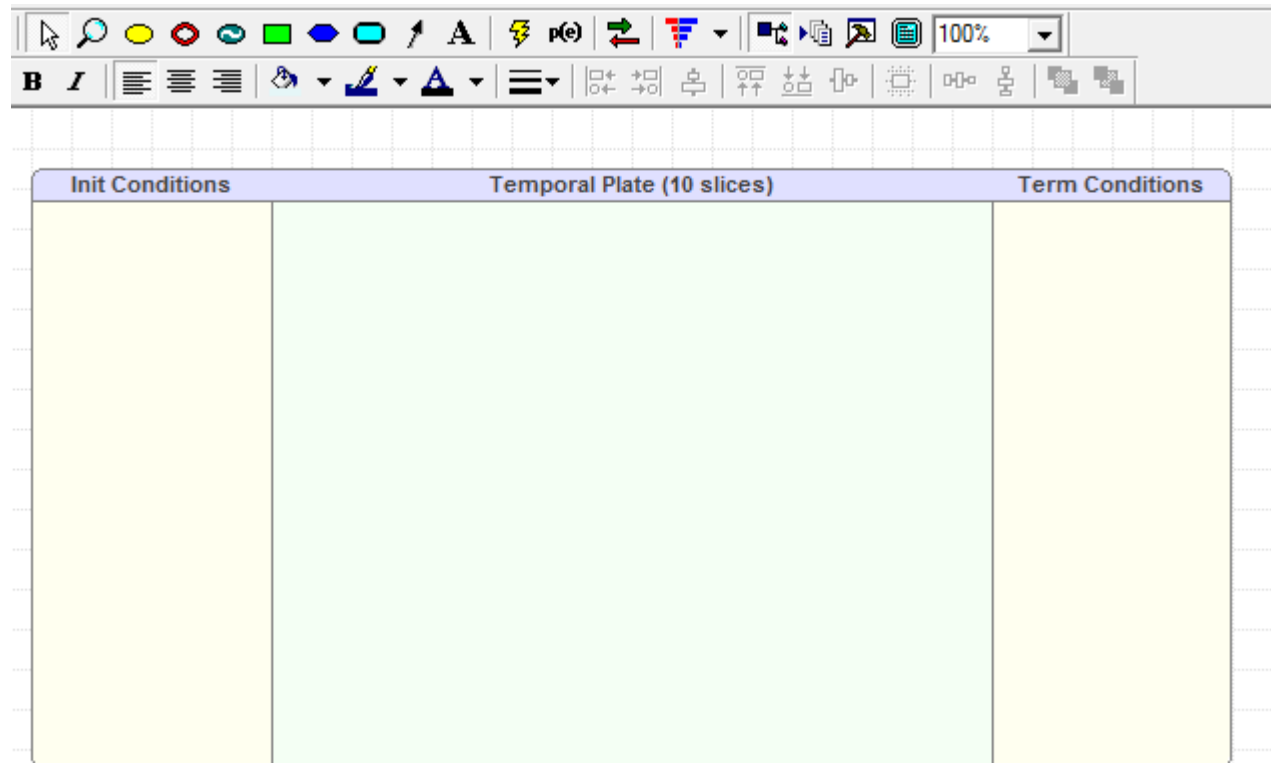 A p(e) 100%
B I A
Init Conditions Temporal Plate (10 slices) Term Conditions